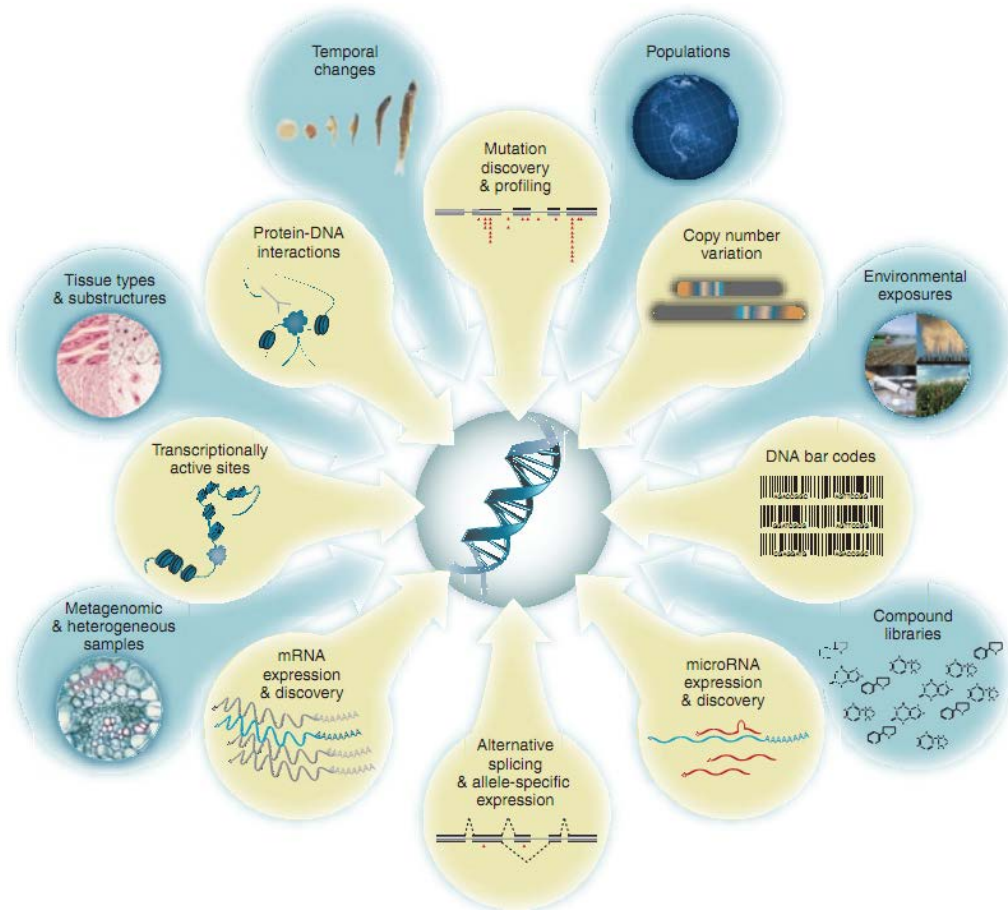 Temporal
changes
Populations
Mutation
discovery
& profiling
Protein-DNA
interactions
Copy number
variation
Tissue types
& substructures
Environmental
exposures
Transcriptionally
active sites
DNA bar codes
Metagenomic
& heterogeneous
samples
Compound
libraries
mRNA
expression
& discovery
microRNA
expression
& discovery
Alternative
splicing
& allele-specific
expression